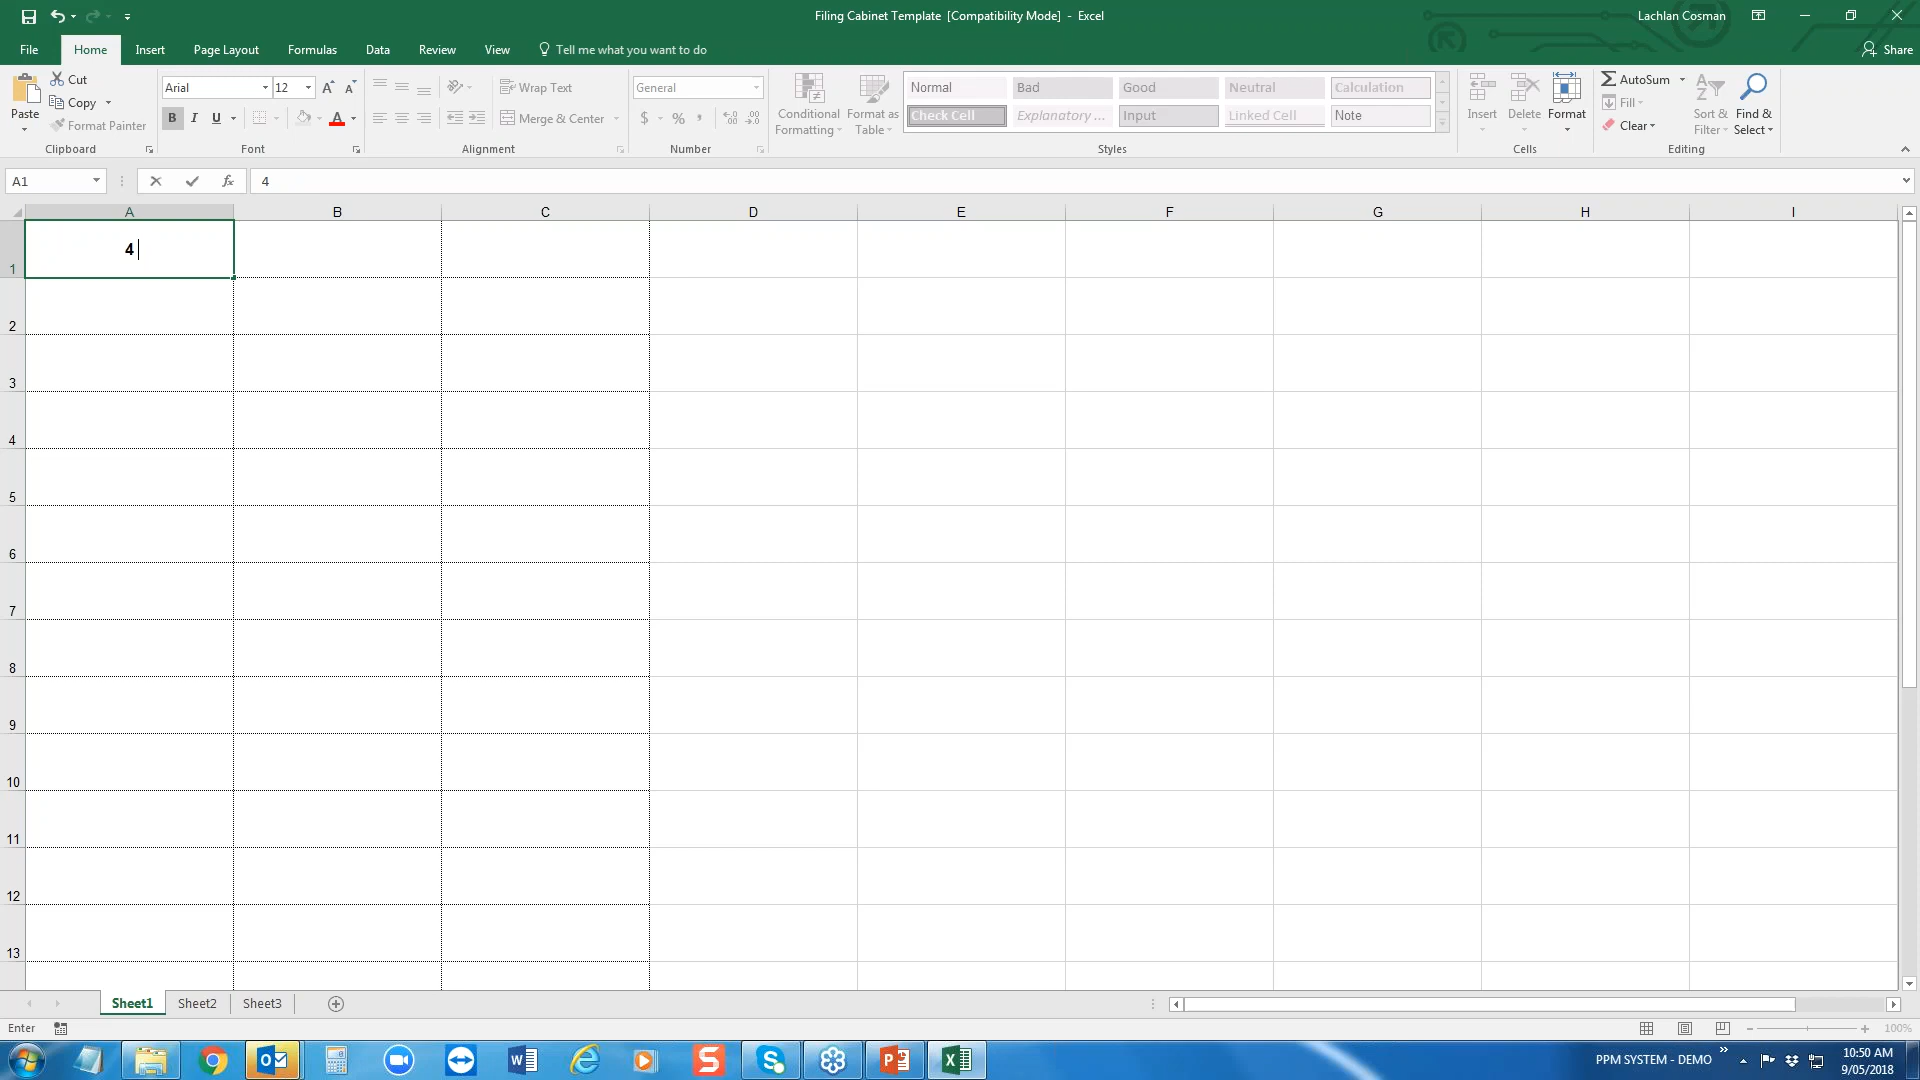 Filing Cabinet Template [Compatibility Mode] - Excel
Lachlan Cosman
File Home Insert Page Layout Formulas Data Review View Tell me what you want to do
Share
Paste
Cut
Copy
Format Painter
Clipboard
Arial 12
A A
B I U A
Font
Wrap Text
Merge & Center
Alignment
General
$ % ,
Number
Conditional Formatting
Format as Table
Normal Bad Good Neutral Calculation
Check Cell Explanatory ... Input Linked Cell Note
Styles
Insert Delete Format
Cells
AutoSum
Fill
Clear
Sort & Filter
Find & Select
Editing
A1 fx 4
A B C D E F G H I
1 4
2
3
4
5
6
7
8
9
10
11
12
13
Sheet1 Sheet2 Sheet3
Enter
100%
PPM SYSTEM - DEMO
10:50 AM
9/05/2018